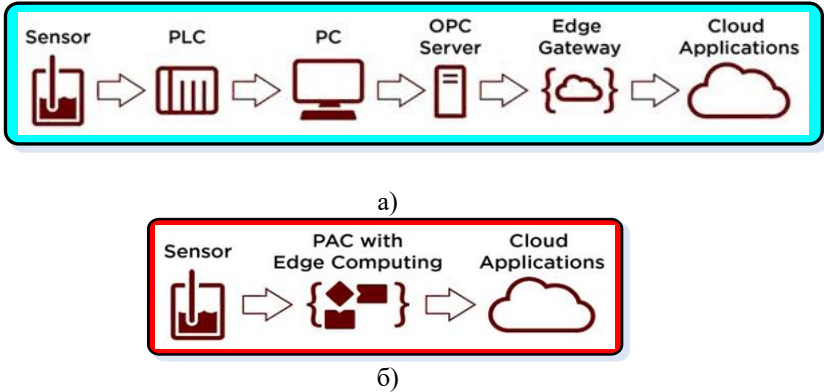 Sensor
PLC
PC
OPC
Server
Edge
Gateway
Cloud
Applications
а)
Sensor
PAC with
Edge Computing
Cloud
Applications
б)